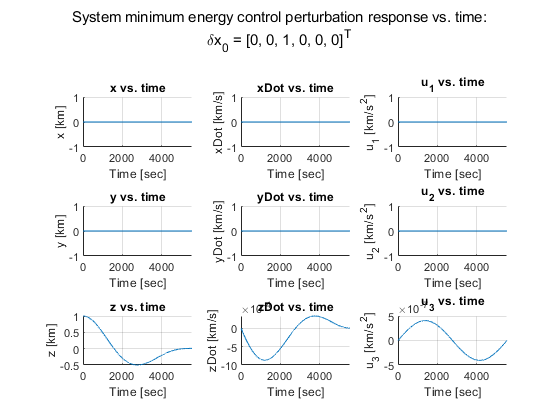 System minimum energy control perturbation response vs. time:
δx₀ = [0, 0, 1, 0, 0, 0]ᵀ
x vs. time
xDot vs. time
u₁ vs. time
x [km]
1
0
-1
0 2000 4000
Time [sec]
xDot [km/s]
1
0
-1
0 2000 4000
Time [sec]
u₁ [km/s²]
1
0
-1
0 2000 4000
Time [sec]
y vs. time
yDot vs. time
u₂ vs. time
y [km]
1
0
-1
0 2000 4000
Time [sec]
yDot [km/s]
1
0
-1
0 2000 4000
Time [sec]
u₂ [km/s²]
1
0
-1
0 2000 4000
Time [sec]
z vs. time
zDot vs. time
u₃ vs. time
z [km]
1
0.5
0
-0.5
0 2000 4000
Time [sec]
zDot [km/s]
×10
0
-5
-10
0 2000 4000
Time [sec]
u₃ [km/s²]
×10
5
0
-5
0 2000 4000
Time [sec]